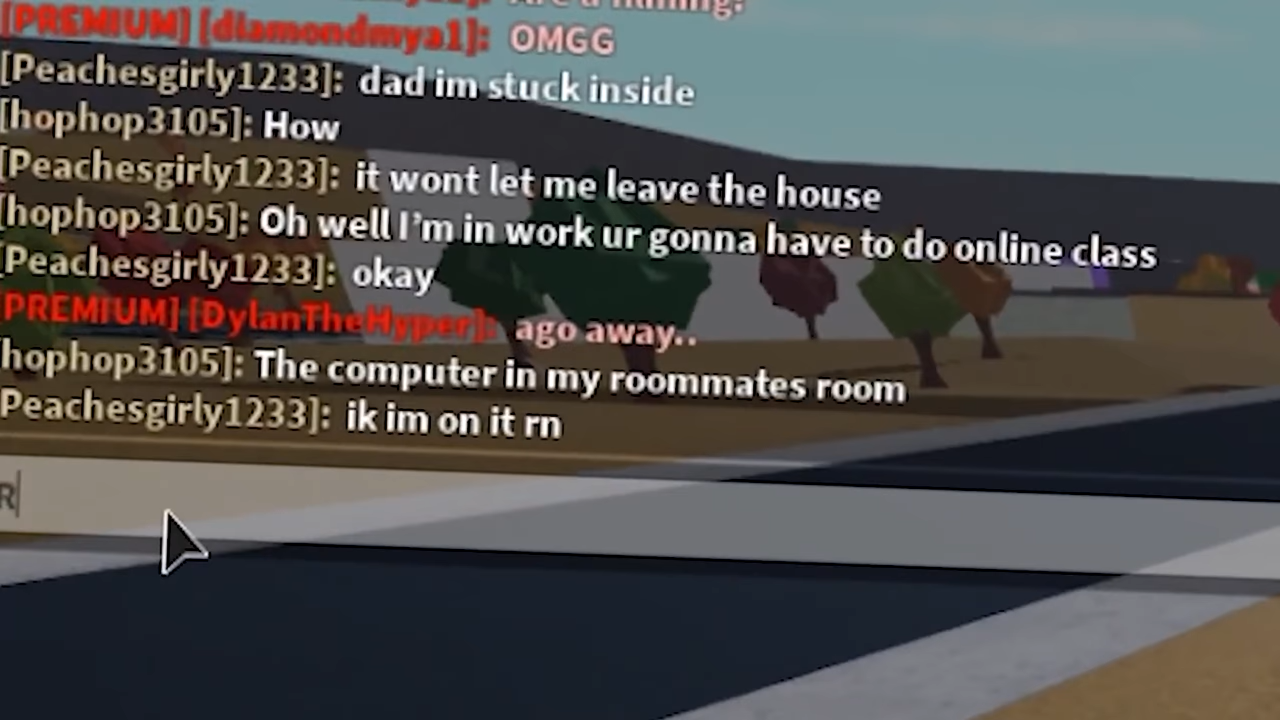 [PREMIUM] [diamondmya1]: OMGG
[Peachesgirly1233]: dad im stuck inside
[hophop3105]: How
[Peachesgirly1233]: it wont let me leave the house
[hophop3105]: Oh well I'm in work ur gonna have to do online class
[Peachesgirly1233]: okay
[PREMIUM] [DylanTheHyper]: ago away..
hophop3105]: The computer in my roommates room
Peachesgirly1233]: ik im on it rn
R